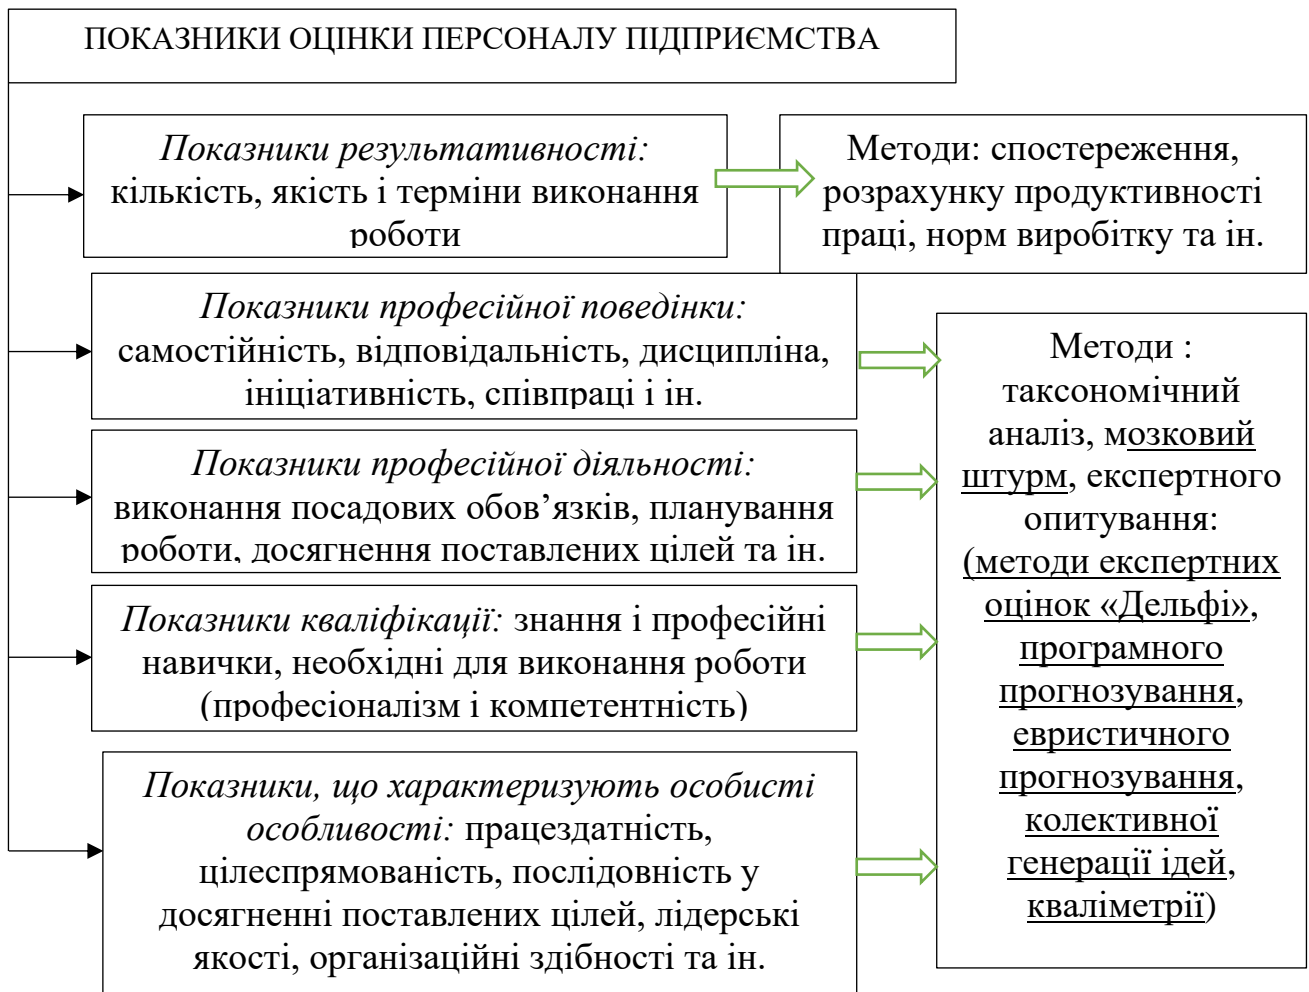 ПОКАЗНИКИ ОЦІНКИ ПЕРСОНАЛУ ПІДПРИЄМСТВА
Показники результативності:
кількість, якість і терміни виконання
роботи
Методи: спостереження,
розрахунку продуктивності
праці, норм виробітку та ін.
Показники професійної поведінки:
самостійність, відповідальність, дисципліна,
ініціативність, співпраці і ін.
Показники професійної діяльності:
виконання посадових обов’язків, планування
роботи, досягнення поставлених цілей та ін.
Показники кваліфікації: знання і професійні
навички, необхідні для виконання роботи
(професіоналізм і компетентність)
Показники, що характеризують особисті
особливості: працездатність,
цілеспрямованість, послідовність у
досягненні поставлених цілей, лідерські
якості, організаційні здібності та ін.
Методи :
таксономічний
аналіз, мозковий
штурм, експертного
опитування:
(методи експертних
оцінок «Дельфі»,
програмного
прогнозування,
евристичного
прогнозування,
колективної
генерації ідей,
кваліметрії)